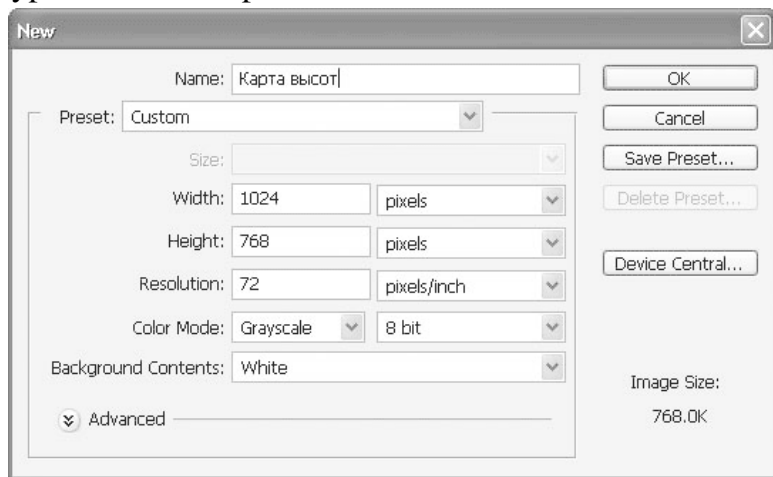 New
Name: Карта высот
OK
Preset: Custom
Cancel
Size:
Save Preset...
Width: 1024 pixels
Delete Preset...
Height: 768 pixels
Device Central...
Resolution: 72 pixels/inch
Color Mode: Grayscale 8 bit
Background Contents: White
Image Size:
Advanced
768.0K